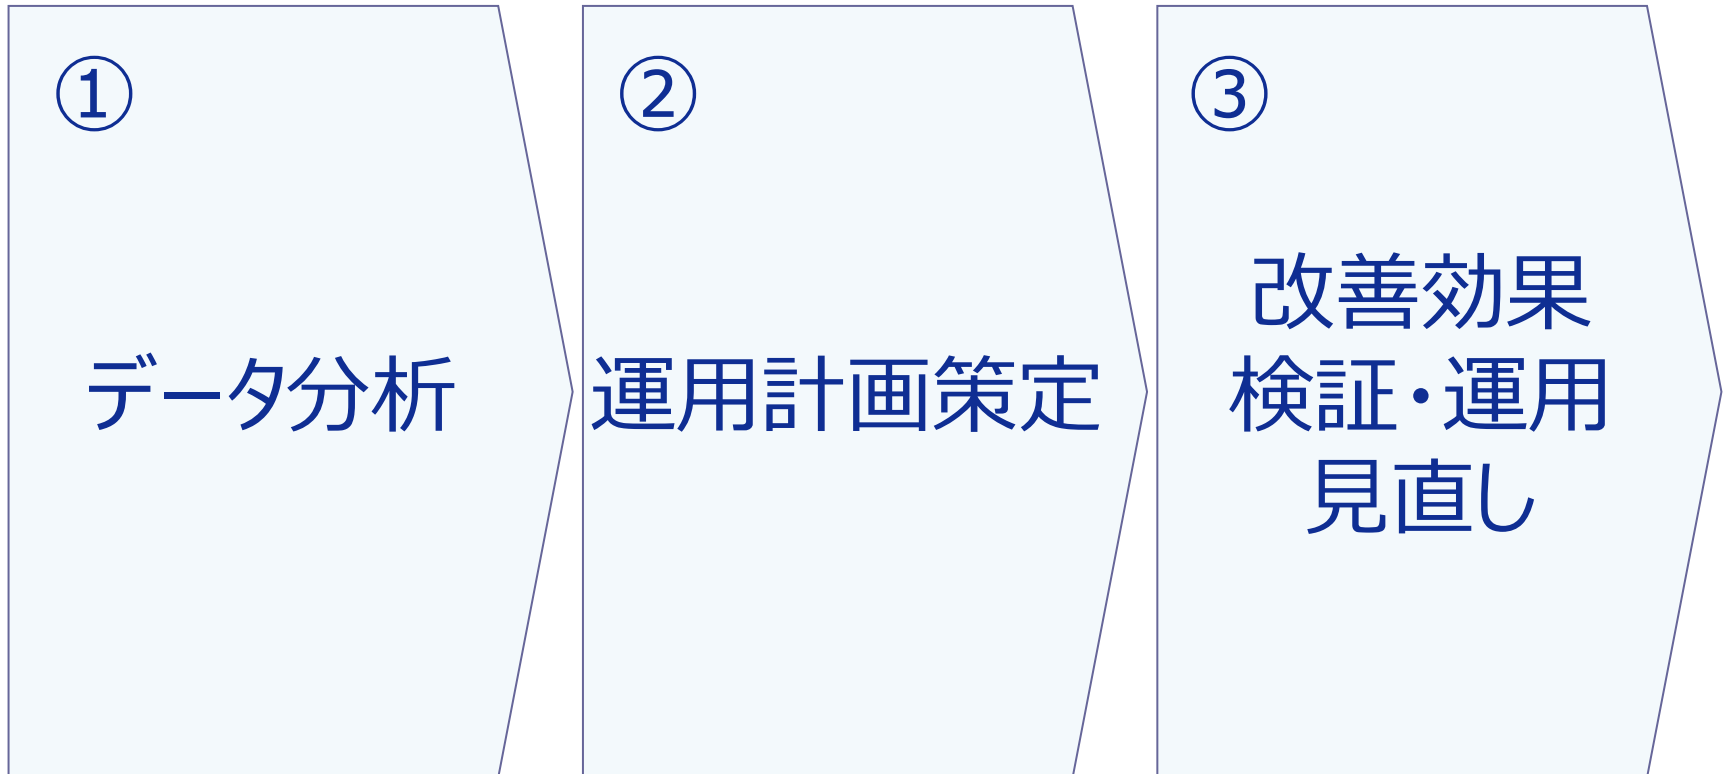 ①
データ分析
②
運用計画策定
③
改善効果
検証・運用
見直し